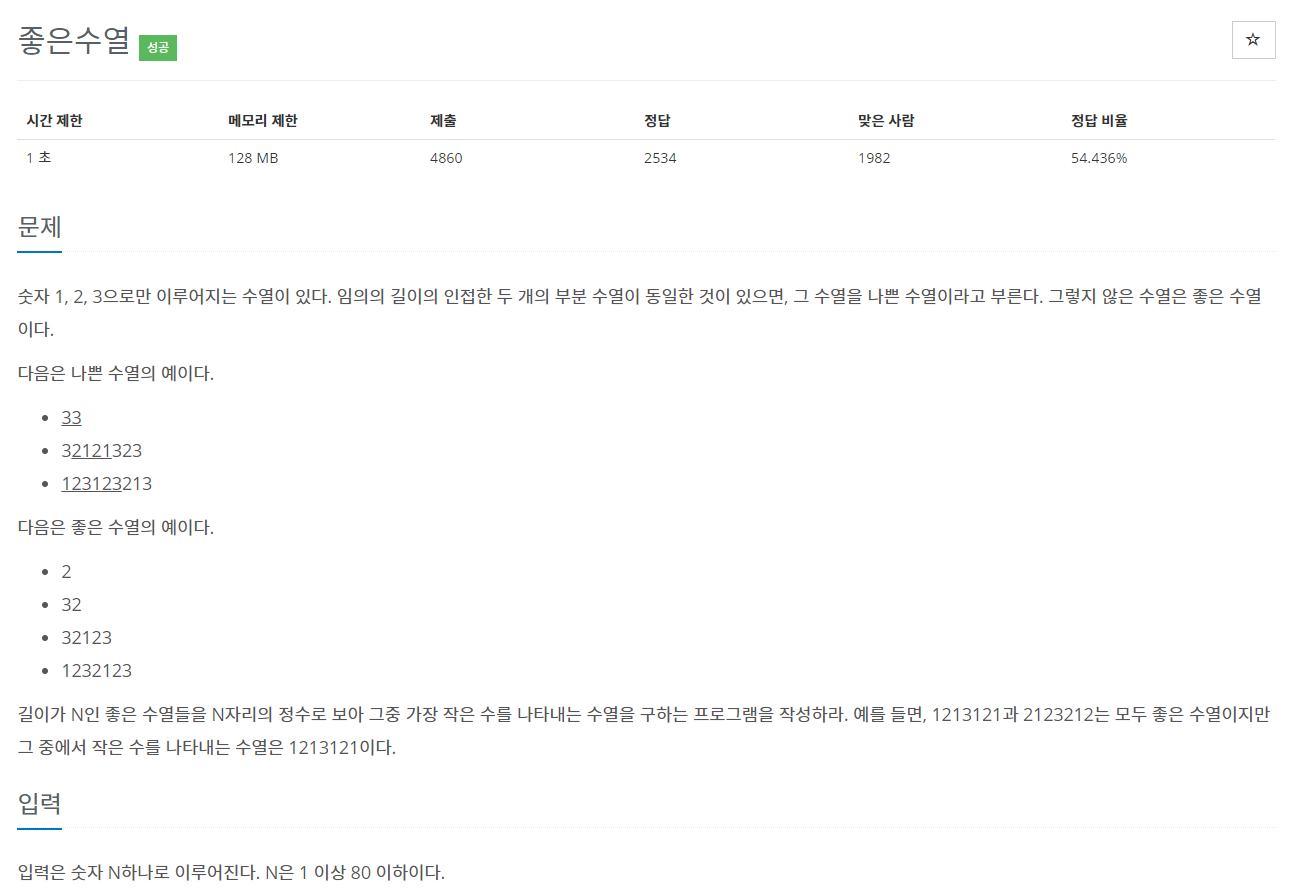 좋은수열 성공
☆
시간 제한 메모리 제한 제출 정답 맞은 사람 정답 비율
1 초 128 MB 4860 2534 1982 54.436%
문제
숫자 1, 2, 3으로만 이루어지는 수열이 있다. 임의의 길이의 인접한 두 개의 부분 수열이 동일한 것이 있으면, 그 수열을 나쁜 수열이라고 부른다. 그렇지 않은 수열은 좋은 수열
이다.
다음은 나쁜 수열의 예이다.
• 33
• 32121323
• 123123213
다음은 좋은 수열의 예이다.
• 2
• 32
• 32123
• 1232123
길이가 N인 좋은 수열들을 N자리의 정수로 보아 그중 가장 작은 수를 나타내는 수열을 구하는 프로그램을 작성하라. 예를 들면, 1213121과 2123212는 모두 좋은 수열이지만
그 중에서 작은 수를 나타내는 수열은 1213121이다.
입력
입력은 숫자 N하나로 이루어진다. N은 1 이상 80 이하이다.